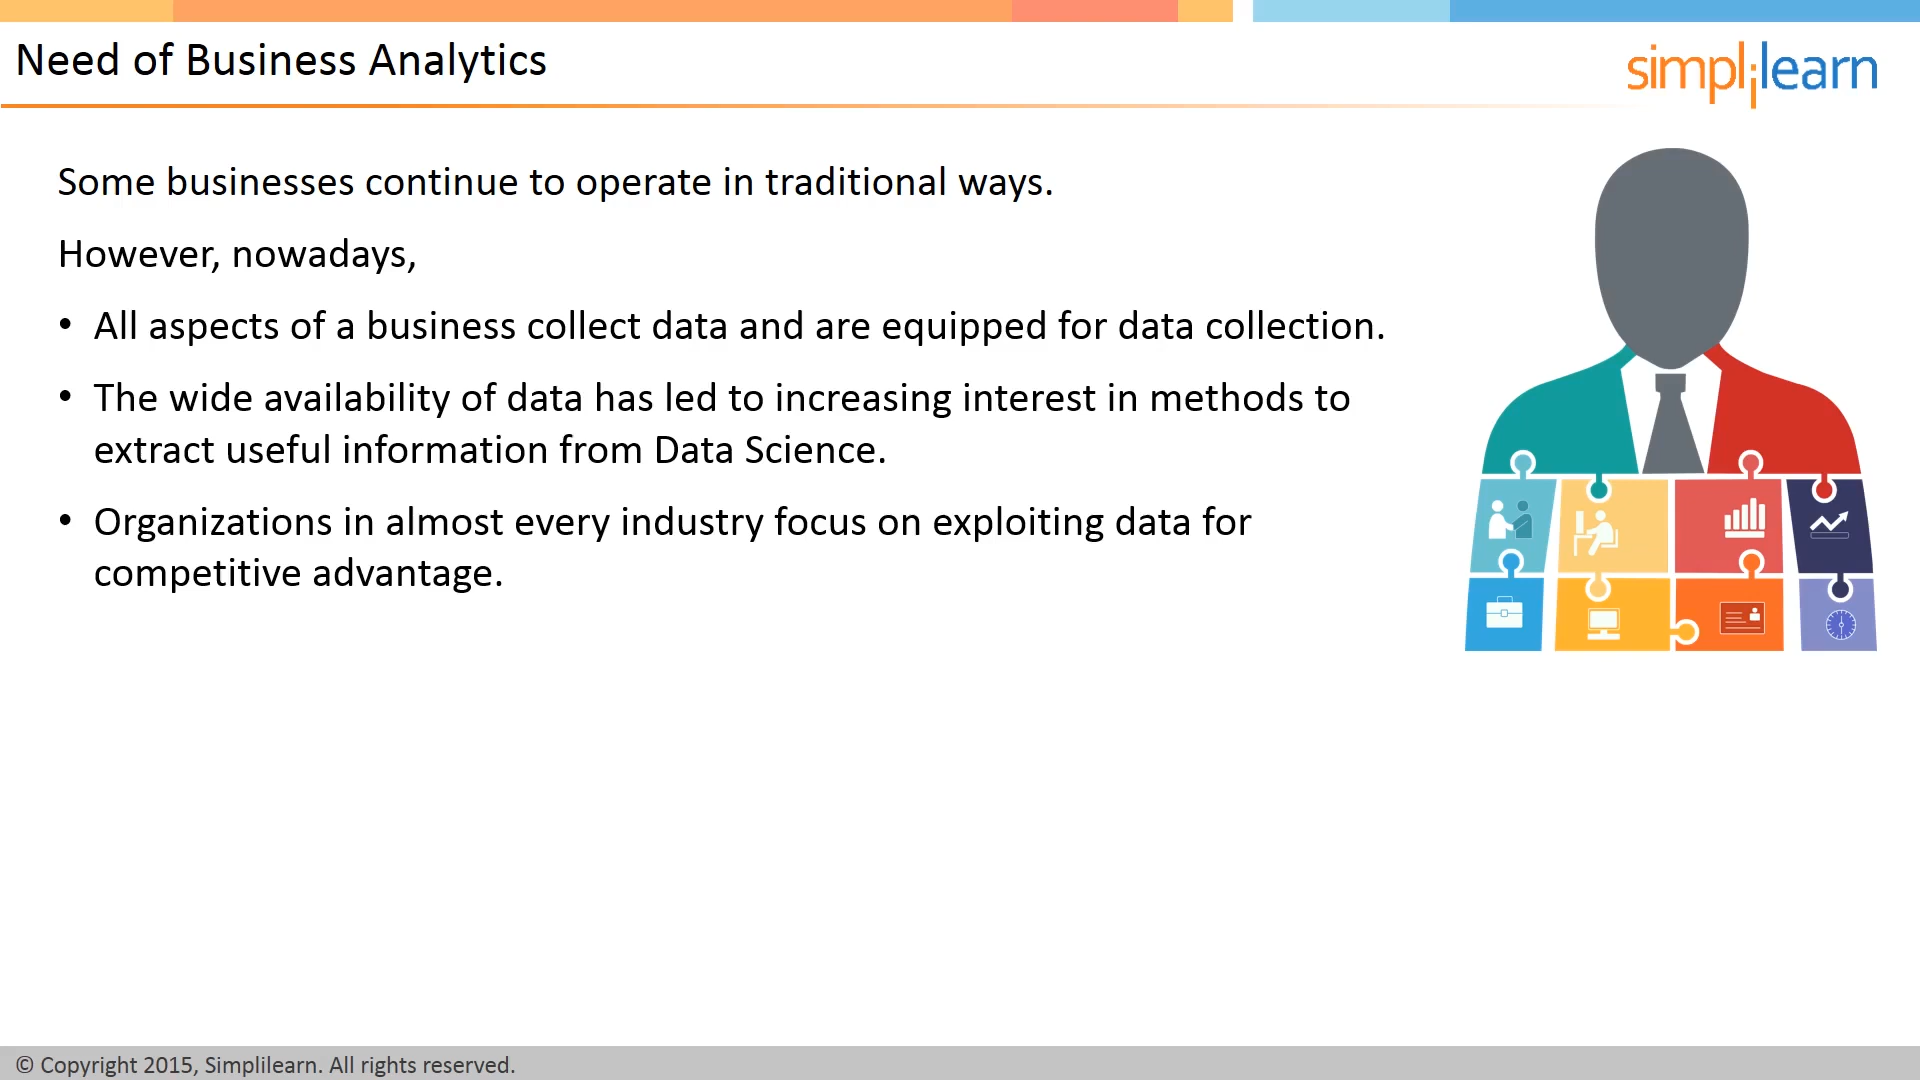 Need of Business Analytics
simplilearn
Some businesses continue to operate in traditional ways.
However, nowadays,
• All aspects of a business collect data and are equipped for data collection.
• The wide availability of data has led to increasing interest in methods to
extract useful information from Data Science.
• Organizations in almost every industry focus on exploiting data for
competitive advantage.
© Copyright 2015, Simplilearn. All rights reserved.